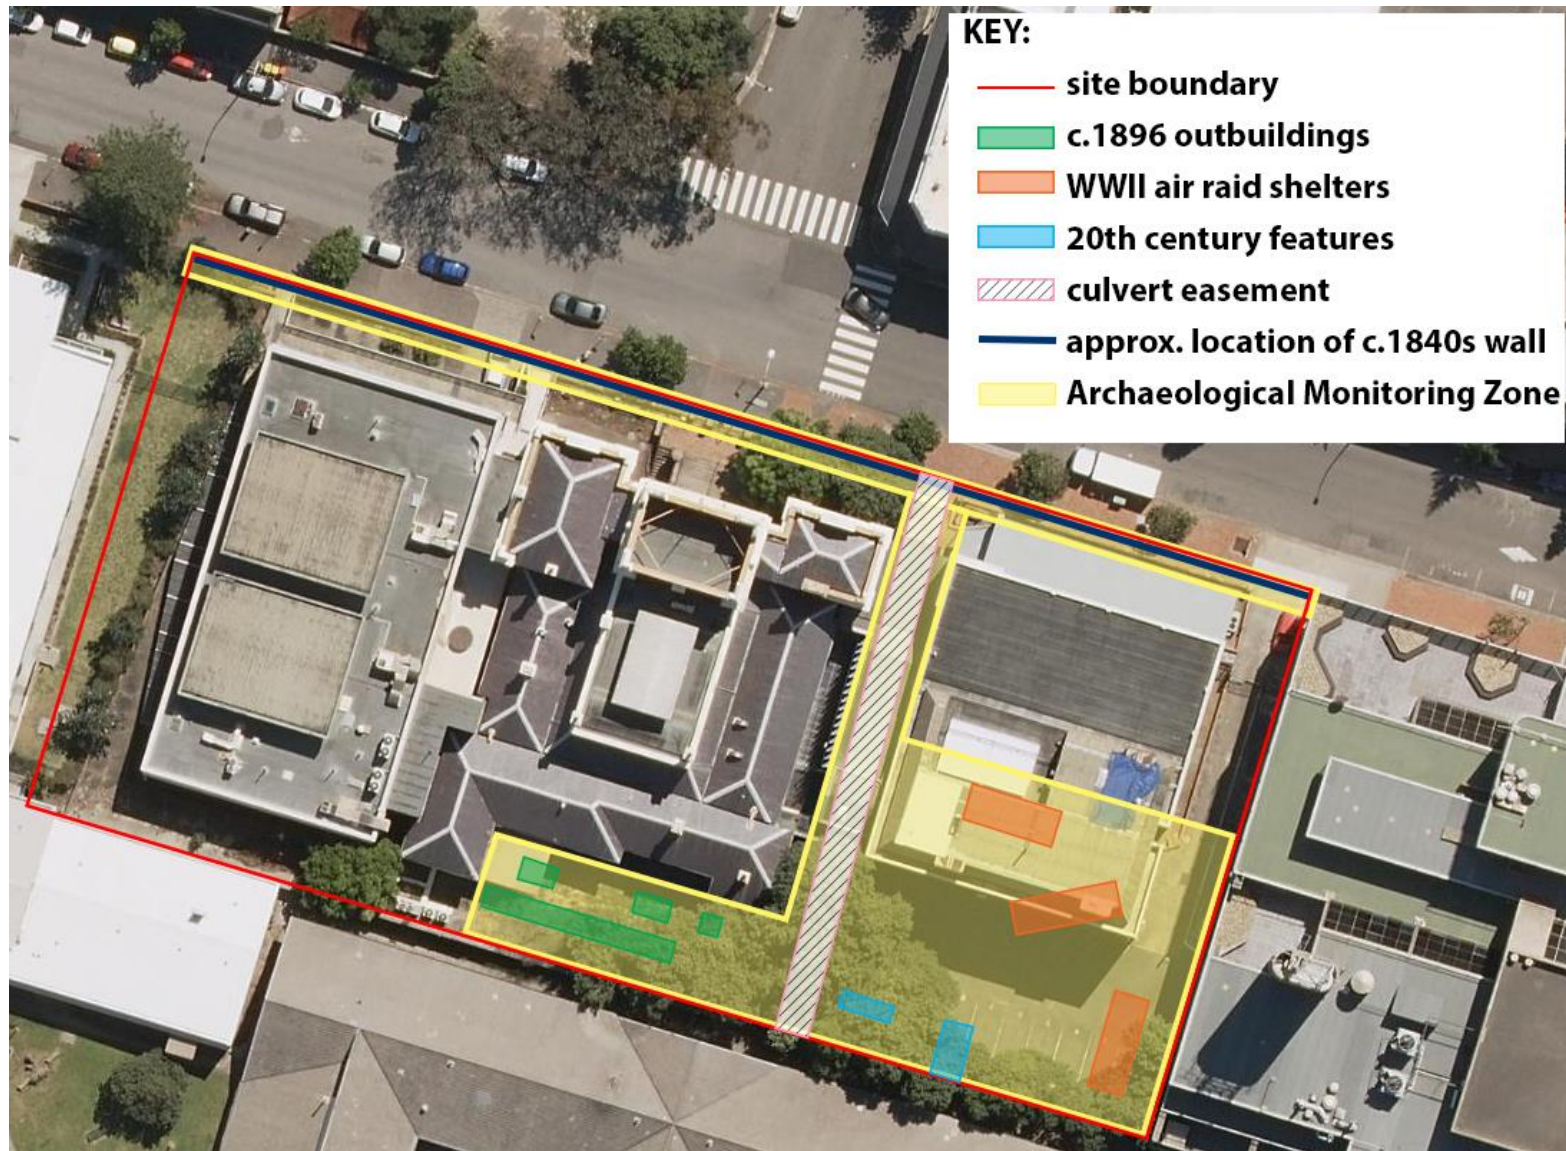 KEY:
site boundary
c.1896 outbuildings
WWII air raid shelters
20th century features
culvert easement
approx. location of c.1840s wall
Archaeological Monitoring Zone